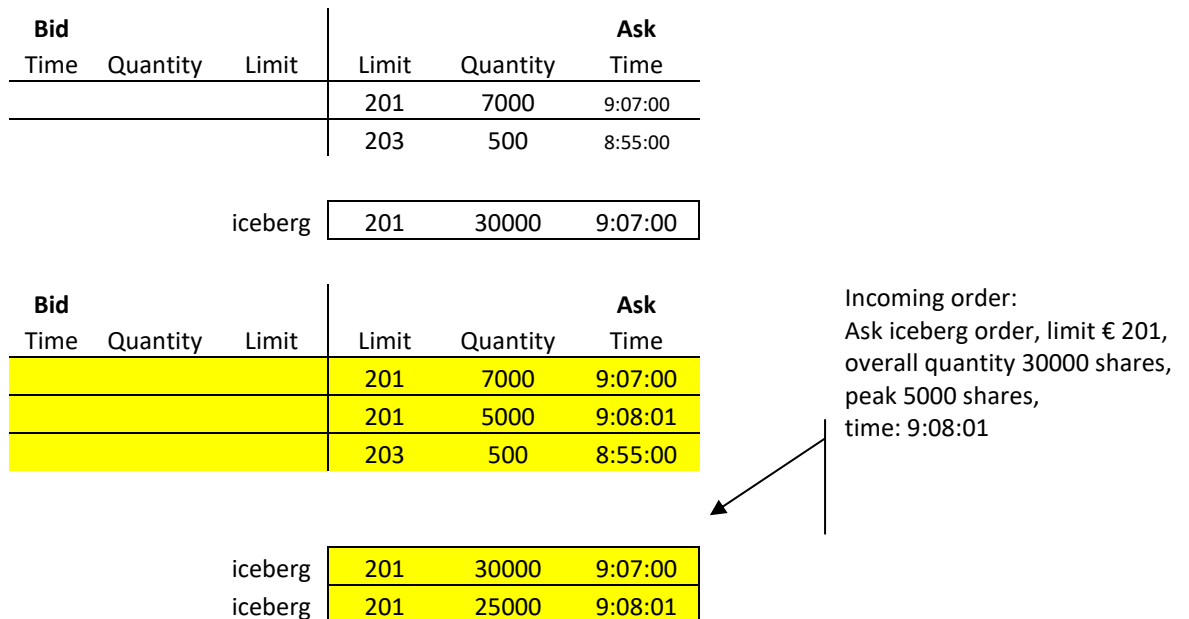 Bid Ask
Time Quantity Limit Limit Quantity Time
201 7000 9:07:00
203 500 8:55:00
iceberg 201 30000 9:07:00
Bid Ask
Time Quantity Limit Limit Quantity Time
201 7000 9:07:00
201 5000 9:08:01
203 500 8:55:00
iceberg 201 30000 9:07:00
iceberg 201 25000 9:08:01
Incoming order:
Ask iceberg order, limit € 201,
overall quantity 30000 shares,
peak 5000 shares,
time: 9:08:01